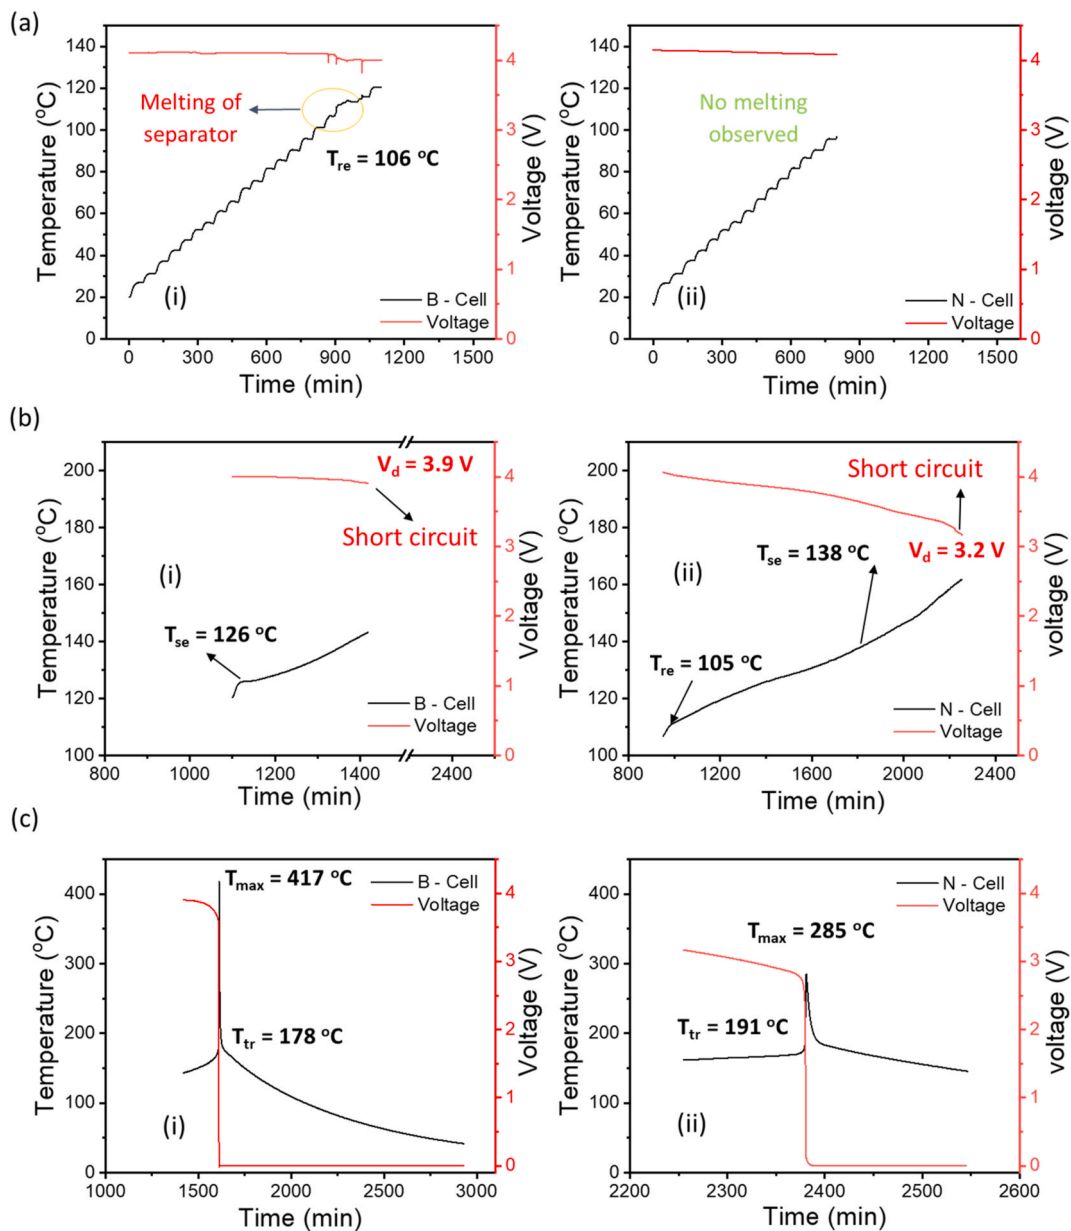 (a)
140
120
100
80
60
40
20
0
Temperature (°C)
Melting of
separator
T_re = 106 °C
(i)
B - Cell
Voltage
4
3
2
1
0
Voltage (V)
0 300 600 900 1200 1500
Time (min)
140
120
100
80
60
40
20
0
Temperature (°C)
No melting
observed
(ii)
N - Cell
Voltage
4
3
2
1
0
voltage (V)
0 300 600 900 1200 1500
Time (min)
(b)
200
180
160
140
120
100
Temperature (°C)
V_d = 3.9 V
Short circuit
(i)
T_se = 126 °C
B - Cell
Voltage
4
3
2
1
0
Voltage (V)
800 1000 1200 1400 2400
Time (min)
200
180
160
140
120
100
Temperature (°C)
Short circuit
V_d = 3.2 V
T_se = 138 °C
(ii)
T_re = 105 °C
N - Cell
Voltage
4
3
2
1
0
voltage (V)
800 1200 1600 2000 2400
Time (min)
(c)
400
300
200
100
0
Temperature (°C)
T_max = 417 °C
B - Cell
Voltage
T_tr = 178 °C
(i)
4
3
2
1
0
Voltage (V)
1000 1500 2000 2500 3000
Time (min)
400
300
200
100
0
Temperature (°C)
N - Cell
Voltage
T_max = 285 °C
T_tr = 191 °C
(ii)
4
3
2
1
0
voltage (V)
2200 2300 2400 2500 2600
Time (min)